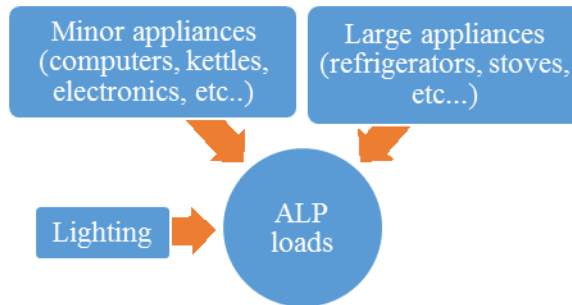 Minor appliances
(computers, kettles,
electronics, etc..)
Large appliances
(refrigerators, stoves,
etc...)
Lighting
ALP
loads